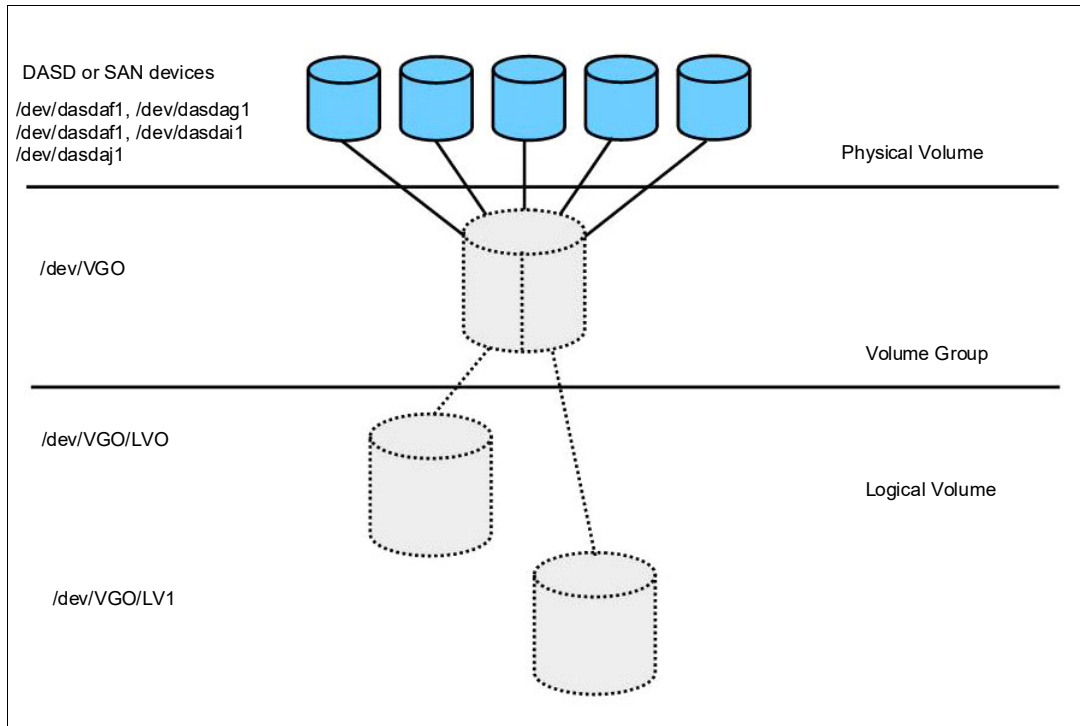 DASD or SAN devices
/dev/dasdaf1, /dev/dasdag1
/dev/dasdaf1, /dev/dasdai1
/dev/dasdaj1
Physical Volume
/dev/VGO
Volume Group
/dev/VGO/LVO
Logical Volume
/dev/VGO/LV1